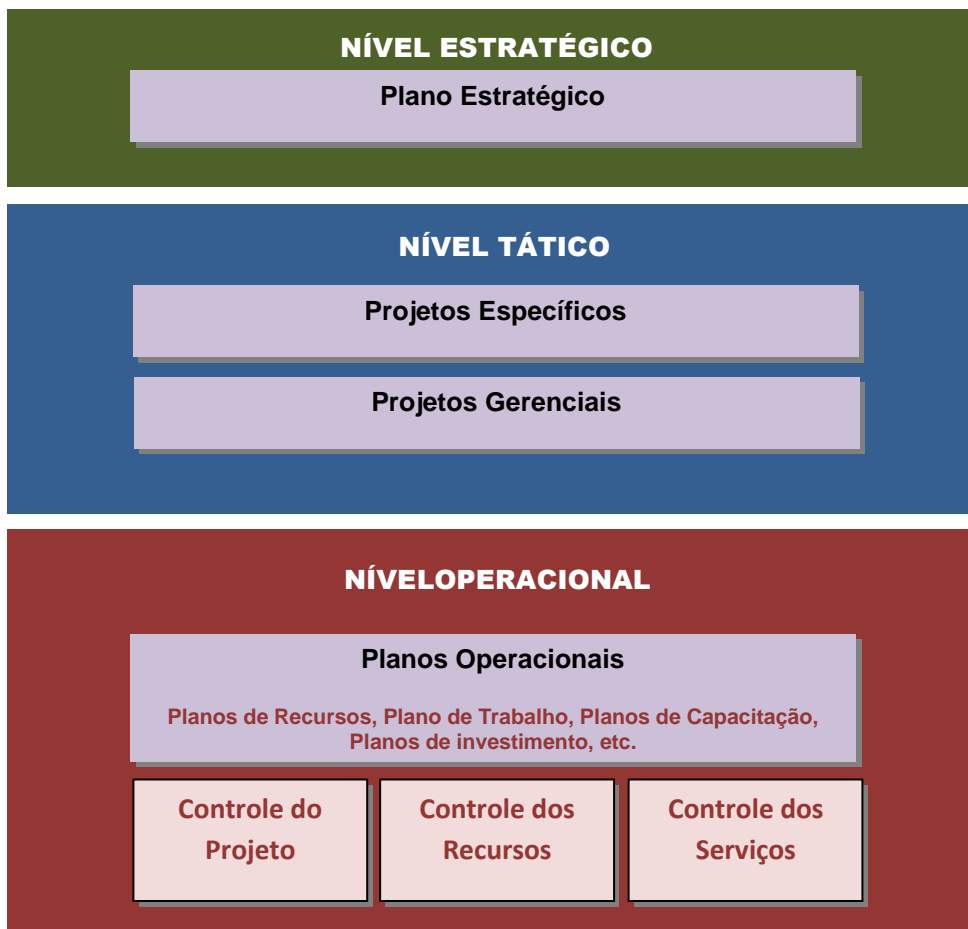 NÍVEL ESTRATÉGICO
Plano Estratégico
NÍVEL TÁTICO
Projetos Específicos
Projetos Gerenciais
NÍVELOPERACIONAL
Planos Operacionais
Planos de Recursos, Plano de Trabalho, Planos de Capacitação,
Planos de investimento, etc.
Controle do
Projeto
Controle dos
Recursos
Controle dos
Serviços